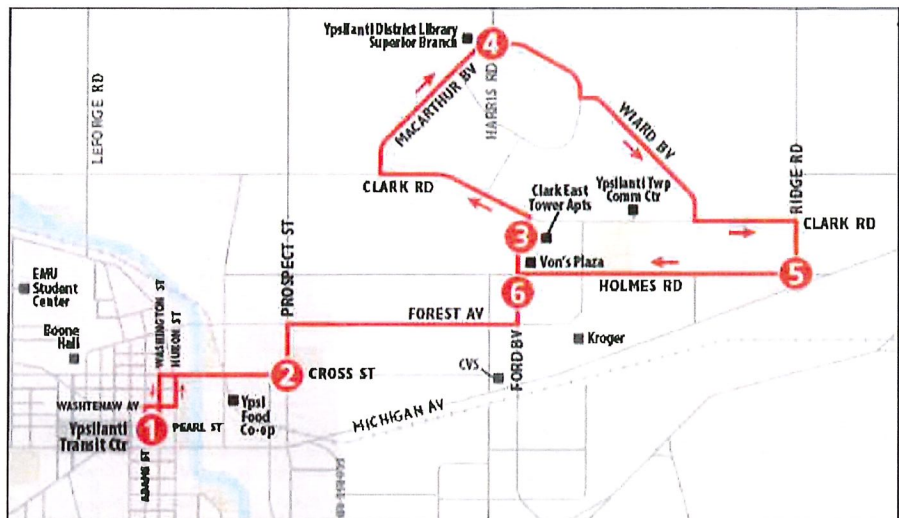 Ypsilanti District Library
Superior Branch
4
LEFORGE RD
MACARTHUR BV
HARRIS RD
WIARD BV
RIDGE RD
CLARK RD
Clark East
Tower Apts
Ypsilanti Twp
Comm Ctr
CLARK RD
3
Von's Plaza
EMU
Student
Center
PROSPECT ST
HOLMES RD
5
6
WASHINGTON ST
HURON ST
FOREST AV
Boone
Hall
Kroger
FORD BV
CVS
2
CROSS ST
WASHTENAW AV
Ypsi
Food
Co-op
MICHIGAN AV
1
PEARL ST
Ypsilanti
Transit Ctr
ADAMS ST